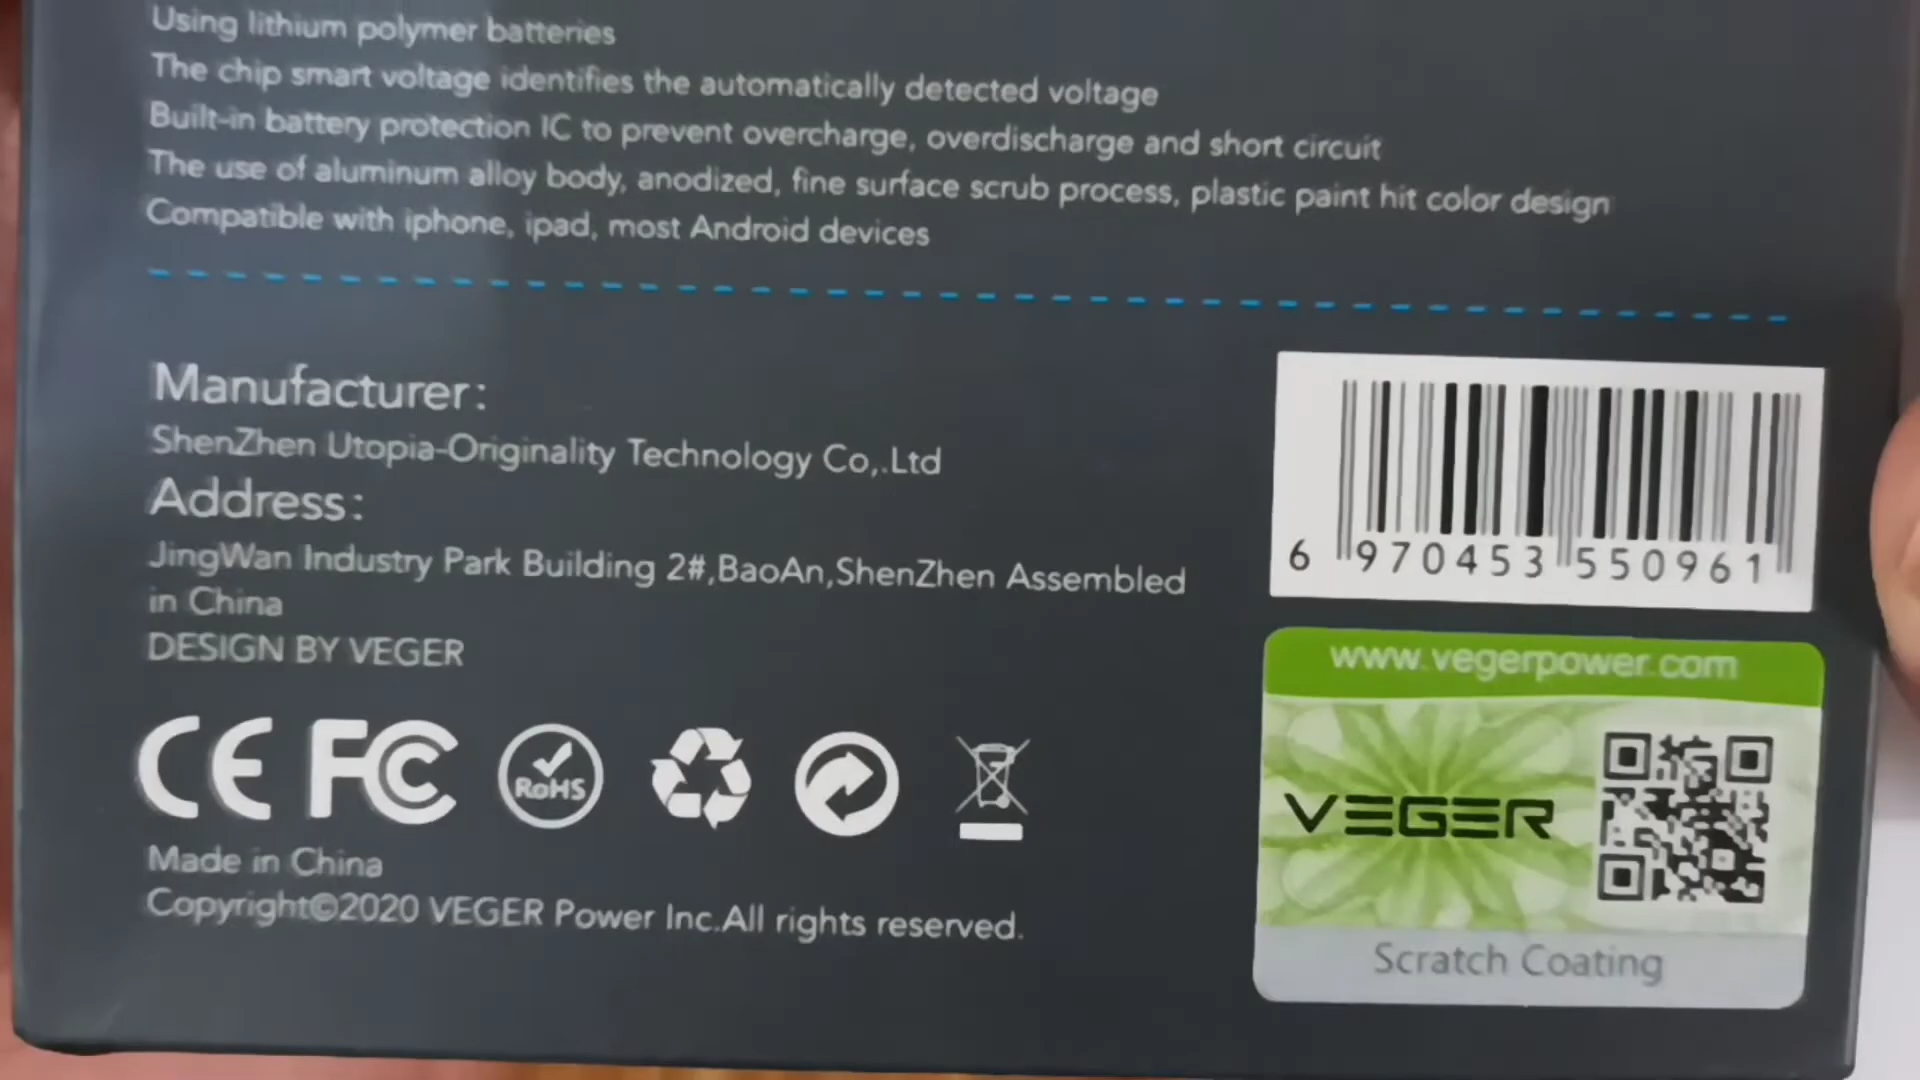 Using lithium polymer batteries
The chip smart voltage identifies the automatically detected voltage
Built-in battery protection IC to prevent overcharge, overdischarge and short circuit
The use of aluminum alloy body, anodized, fine surface scrub process, plastic paint hit color design
Compatible with iphone, ipad, most Android devices
Manufacturer:
ShenZhen Utopia-Originality Technology Co,.Ltd
Address:
JingWan Industry Park Building 2#,BaoAn,ShenZhen Assembled
in China
DESIGN BY VEGER
CE FC RoHS
Made in China
Copyright©2020 VEGER Power Inc.All rights reserved.
6 970453 550961
www.vegerpower.com
VEGER
Scratch Coating